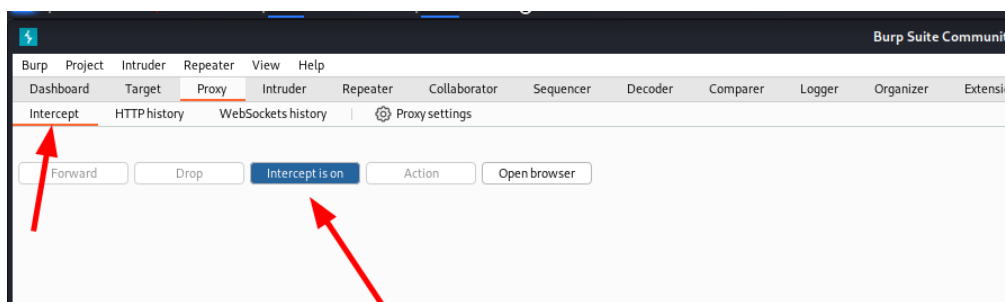 Burp Suite Communit
Burp Project Intruder Repeater View Help
Dashboard Target Proxy Intruder Repeater Collaborator Sequencer Decoder Comparer Logger Organizer Extensi
Intercept HTTP history WebSockets history Proxy settings
Forward Drop Intercept is on Action Open browser